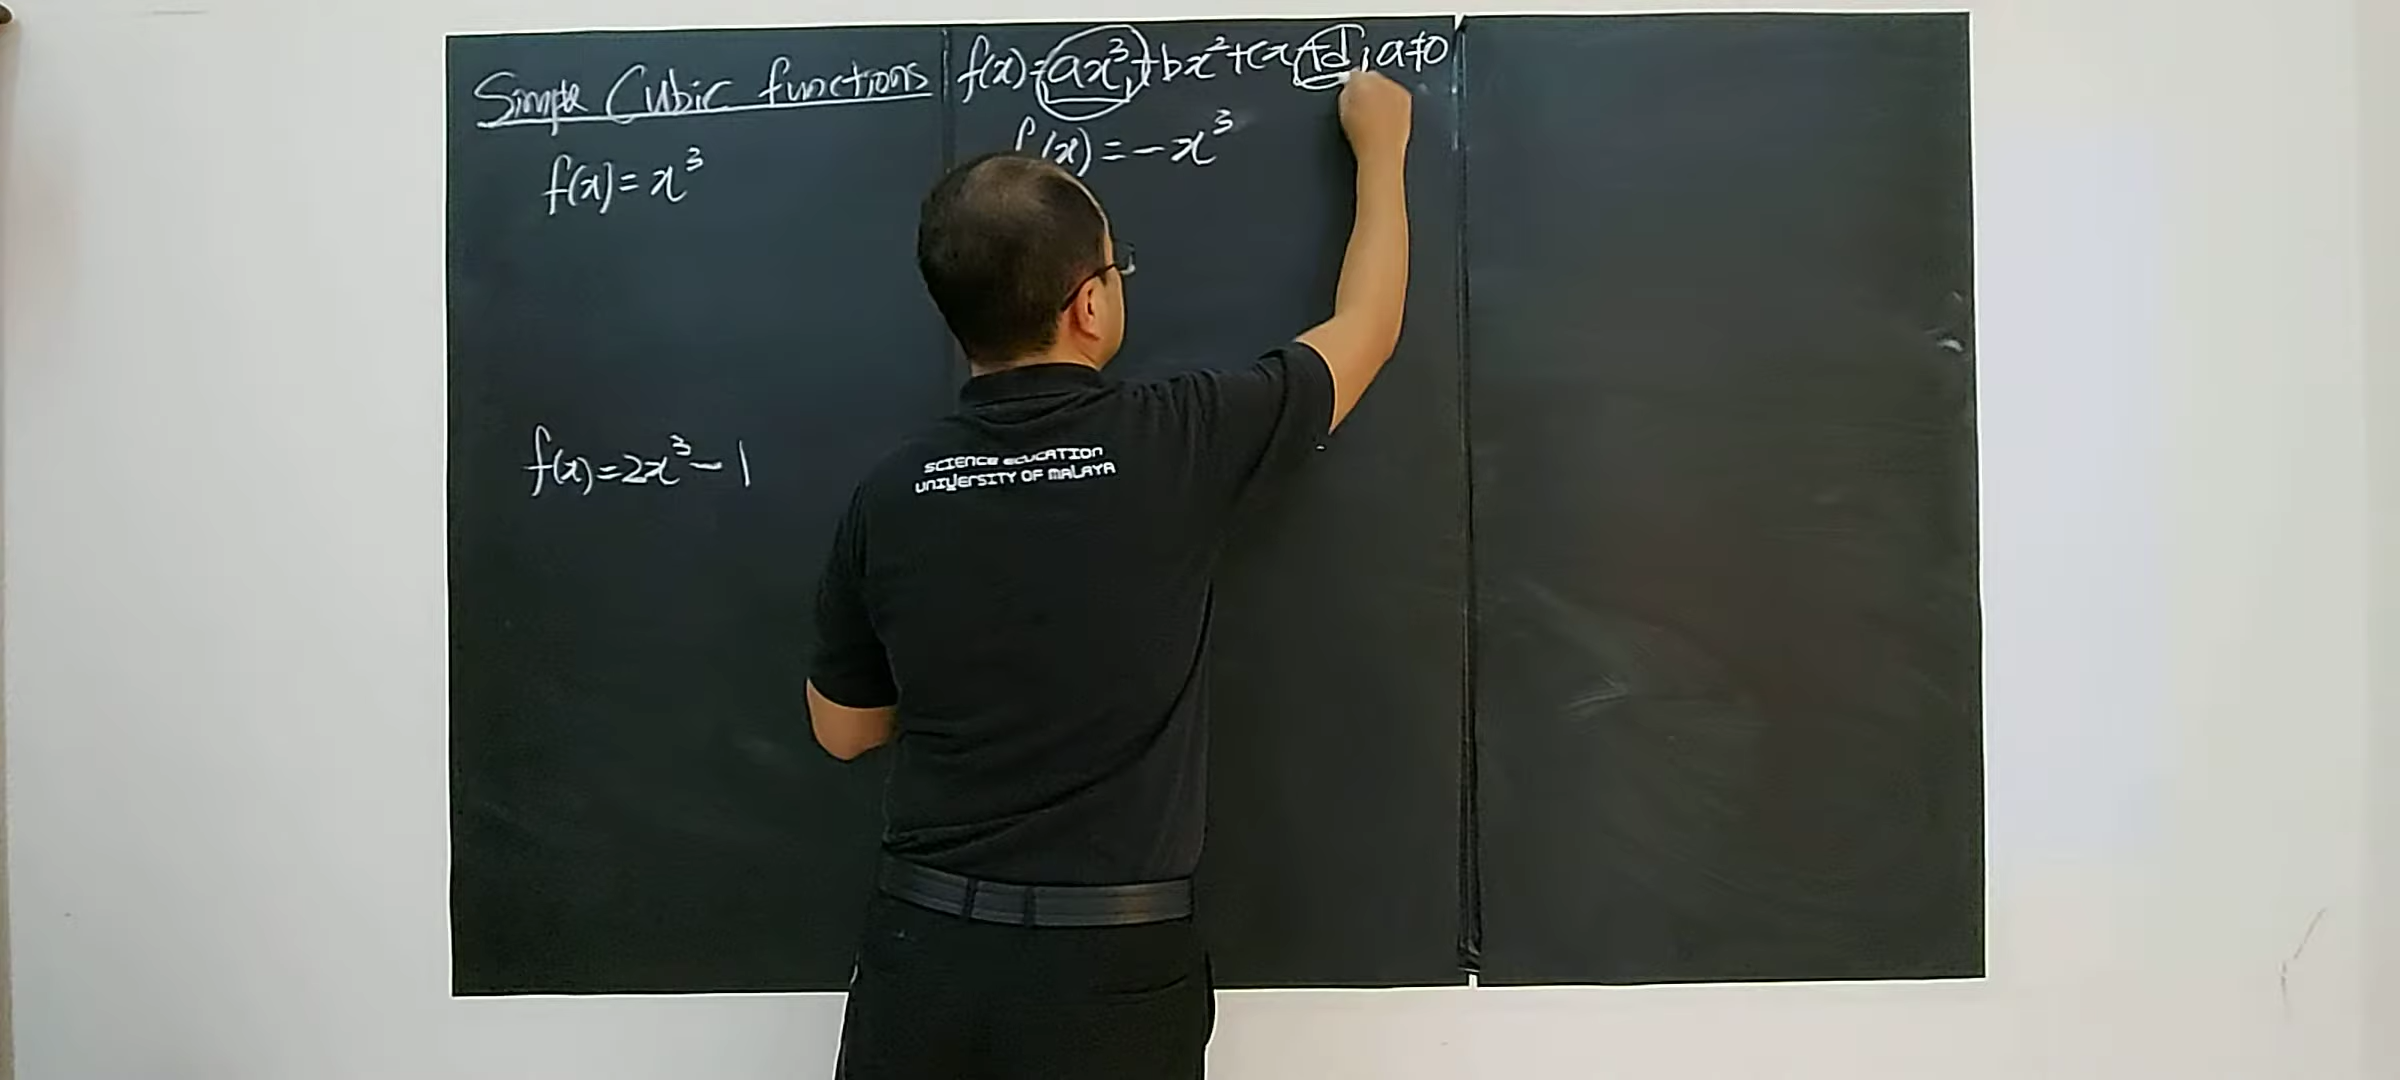 Simple Cubic functions
f(x) = x³
f(x) = 2x³ - 1
f(x) = ax³ + bx² + cx + d, a≠0
f(x) = -x³
SCIENCE EDUCATION
UNIVERSITY OF MALAYA